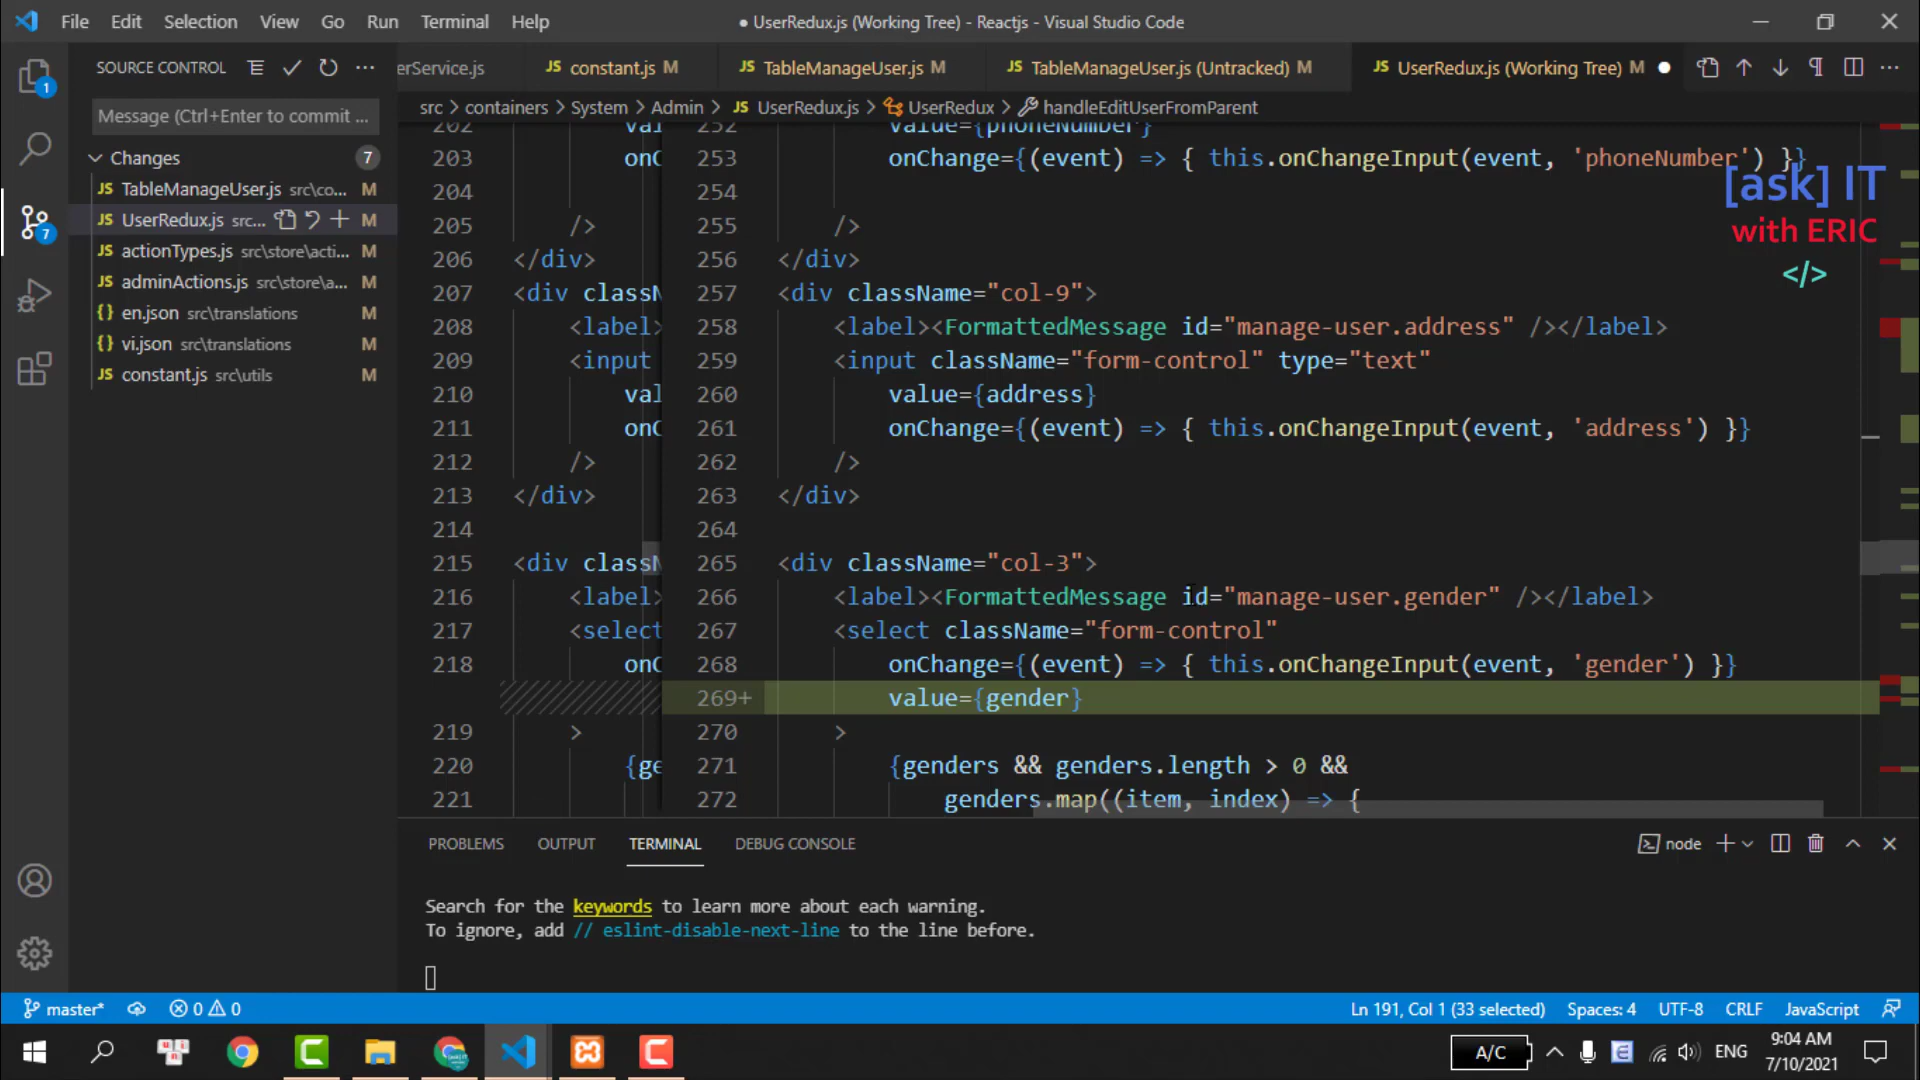 File Edit Selection View Go Run Terminal Help
● UserRedux.js (Working Tree) - Reactjs - Visual Studio Code
SOURCE CONTROL
erService.js
JS constant.js M
JS TableManageUser.js M
JS TableManageUser.js (Untracked) M
JS UserRedux.js (Working Tree) M ●
src > containers > System > Admin > JS UserRedux.js > UserRedux > handleEditUserFromParent
Message (Ctrl+Enter to commit ...
Changes 7
JS TableManageUser.js src\co... M
JS UserRedux.js src... M
JS actionTypes.js src\store\acti... M
JS adminActions.js src\store\a... M
{} en.json src\translations M
{} vi.json src\translations M
JS constant.js src\utils M
1
7
202 val
203 onC
204
205 />
206 </div>
207 <div classN
208 <label>
209 <input
210 val
211 onC
212 />
213 </div>
214
215 <div classN
216 <label>
217 <select
218 onC
219 >
220 {ge
221
252 value={phoneNumber}
253 onChange={(event) => { this.onChangeInput(event, 'phoneNumber') }}
254
255 />
256 </div>
257 <div className="col-9">
258 <label><FormattedMessage id="manage-user.address" /></label>
259 <input className="form-control" type="text"
260 value={address}
261 onChange={(event) => { this.onChangeInput(event, 'address') }}
262 />
263 </div>
264
265 <div className="col-3">
266 <label><FormattedMessage id="manage-user.gender" /></label>
267 <select className="form-control"
268 onChange={(event) => { this.onChangeInput(event, 'gender') }}
269+ value={gender}
270 >
271 {genders && genders.length > 0 &&
272 genders.map((item, index) => {
[ask] IT
with ERIC
</>
PROBLEMS OUTPUT TERMINAL DEBUG CONSOLE
node
Search for the keywords to learn more about each warning.
To ignore, add // eslint-disable-next-line to the line before.
master* 0 0
Ln 191, Col 1 (33 selected) Spaces: 4 UTF-8 CRLF JavaScript
A/C
ENG
9:04 AM
7/10/2021